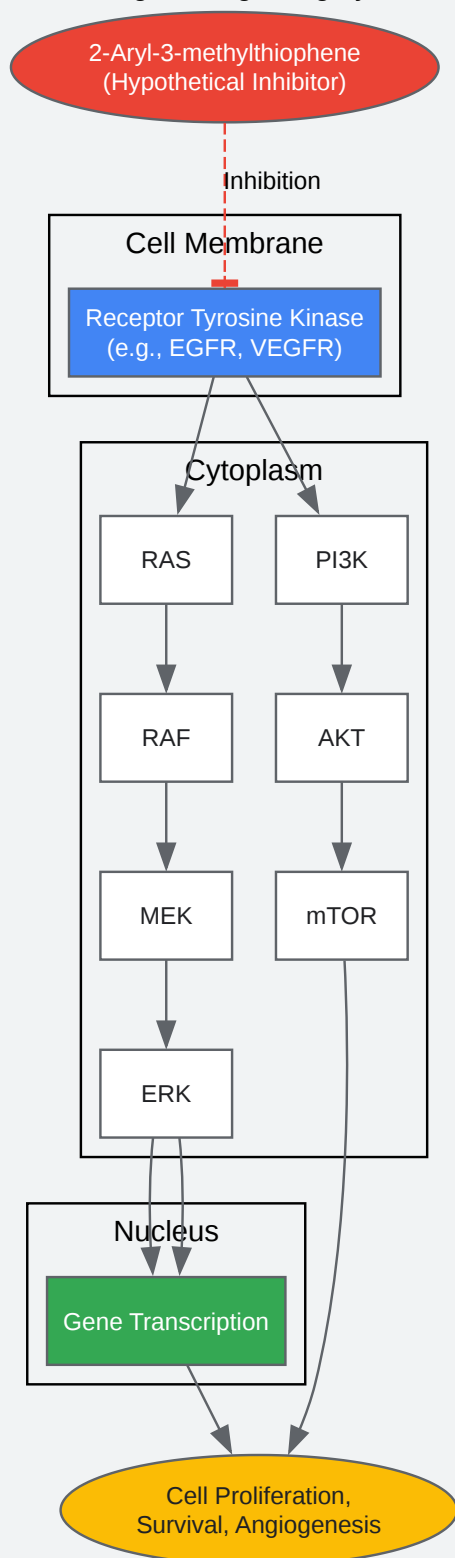 2-Aryl-3-methylthiophene
(Hypothetical Inhibitor)
Inhibition
Cell Membrane
Receptor Tyrosine Kinase
(e.g., EGFR, VEGFR)
Cytoplasm
RAS
PI3K
RAF
AKT
MEK
mTOR
ERK
Nucleus
Gene Transcription
Cell Proliferation,
Survival, Angiogenesis